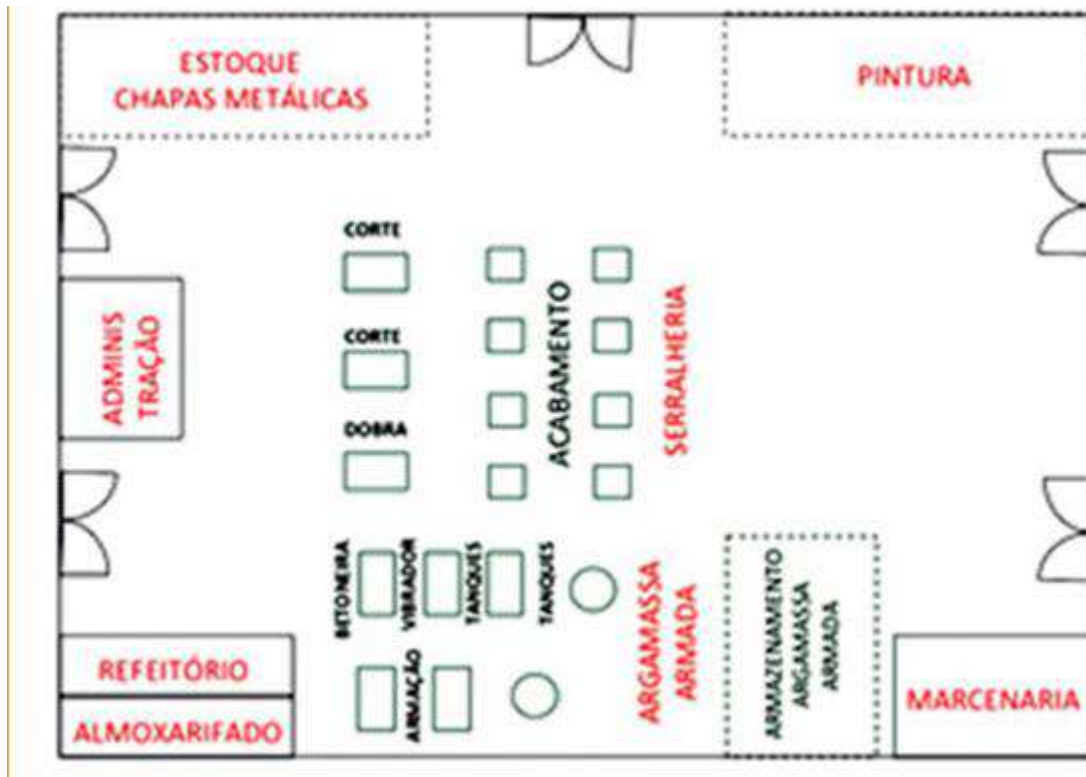 ESTOQUE
CHAPAS METÁLICAS
PINTURA
CORTE
CORTE
DOBRA
ADMINIS
TRAÇÃO
ACABAMENTO
SERRALHERIA
BETONEIRA
VIBRADOR
TANQUES
TANQUES
ARMAÇÃO
ARGAMASSA
ARMADA
ARMAZENAMENTO
ARGAMASSA
ARMADA
REFEITÓRIO
ALMOXARIFADO
MARCENARIA